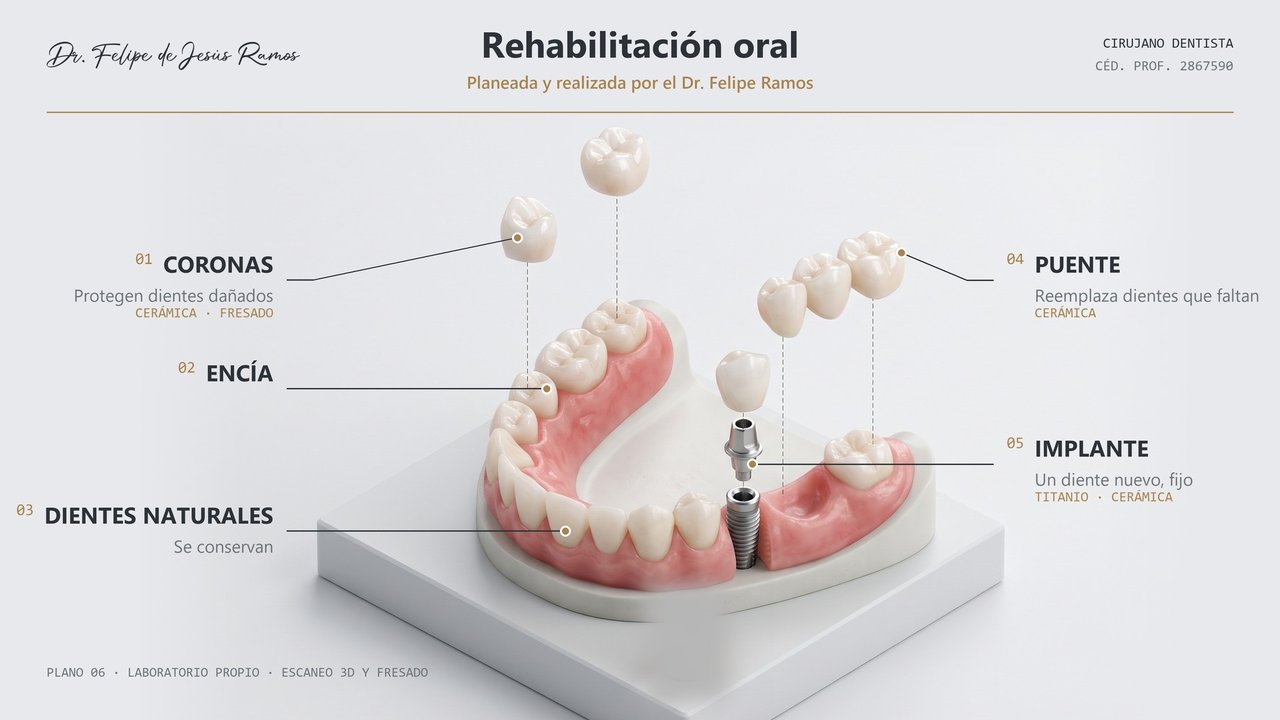 Dr. Felipe de Jesús Ramos
Rehabilitación oral
Planeada y realizada por el Dr. Felipe Ramos
CIRUJANO DENTISTA
CÉD. PROF. 2867590
01 CORONAS
Protegen dientes dañados
CERÁMICA · FRESADO
02 ENCÍA
03 DIENTES NATURALES
Se conservan
04 PUENTE
Reemplaza dientes que faltan
CERÁMICA
05 IMPLANTE
Un diente nuevo, fijo
TITANIO · CERÁMICA
PLANO 06 · LABORATORIO PROPIO · ESCANEO 3D Y FRESADO